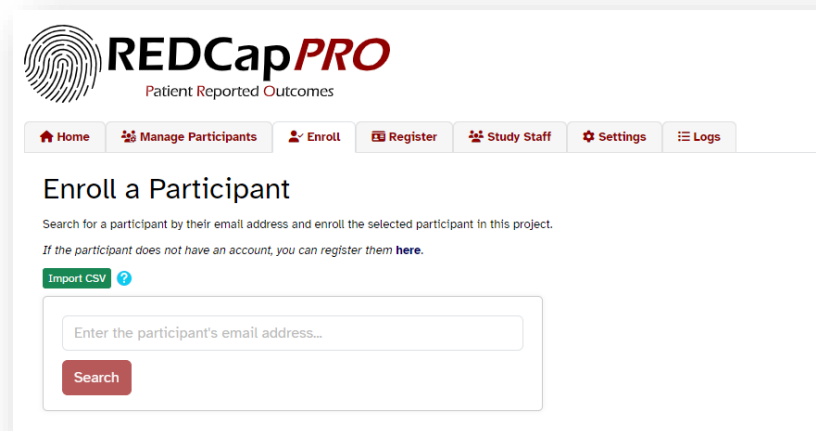 REDCapPRO
Patient Reported Outcomes
Home Manage Participants Enroll Register Study Staff Settings Logs
Enroll a Participant
Search for a participant by their email address and enroll the selected participant in this project.
If the participant does not have an account, you can register them here.
Import CSV ?
Enter the participant's email address...
Search